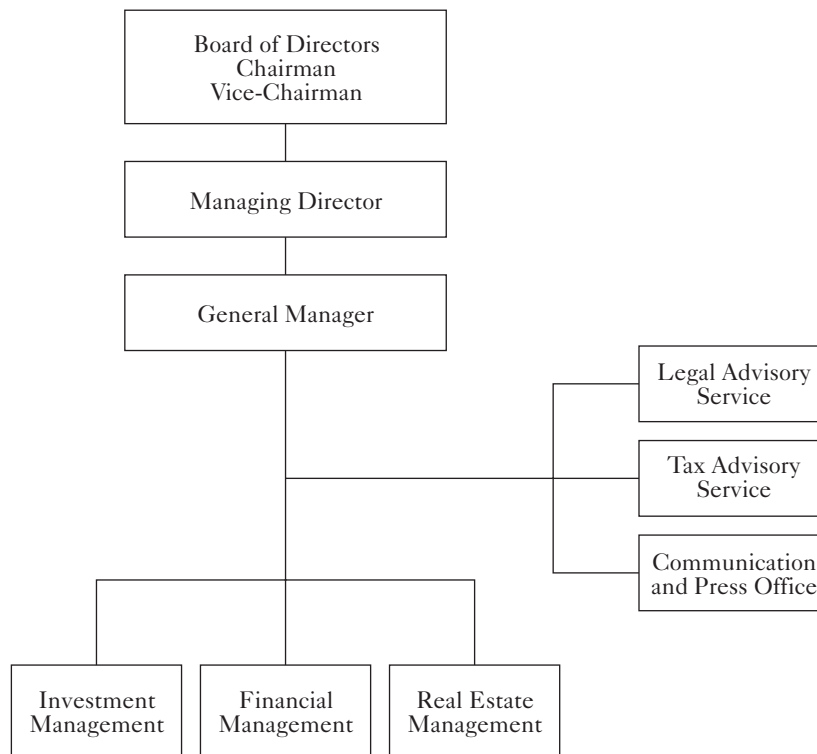 Board of Directors
Chairman
Vice-Chairman
Managing Director
General Manager
Legal Advisory
Service
Tax Advisory
Service
Communication
and Press Office
Investment
Management
Financial
Management
Real Estate
Management